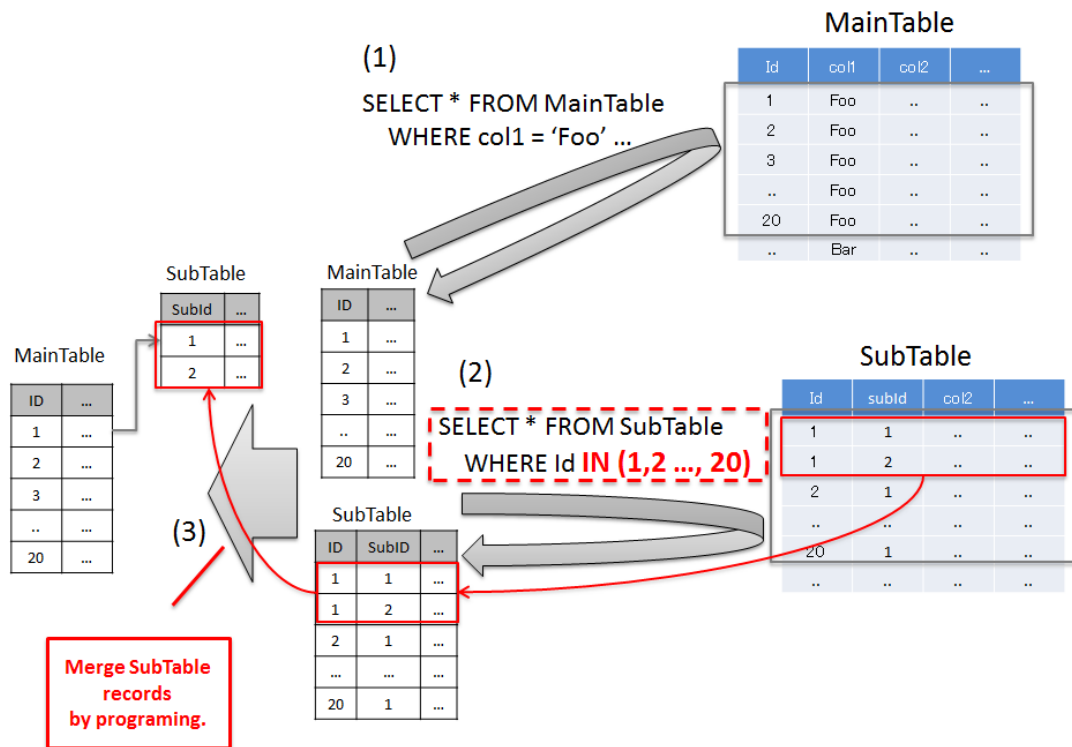 MainTable
Id col1 col2 ...
1 Foo .. ..
2 Foo .. ..
3 Foo .. ..
.. Foo .. ..
20 Foo .. ..
.. Bar .. ..
(1)
SELECT * FROM MainTable
WHERE col1 = ‘Foo’ ...
MainTable
ID ...
1 ...
2 ...
3 ...
.. ...
20 ...
SubTable
SubId ...
1 ...
2 ...
MainTable
ID ...
1 ...
2 ...
3 ...
.. ...
20 ...
(2)
SELECT * FROM SubTable
WHERE Id IN (1,2 ..., 20)
SubTable
Id subId col2 ...
1 1 .. ..
1 2 .. ..
2 1 .. ..
.. .. .. ..
20 1 .. ..
.. .. .. ..
SubTable
ID SubID ...
1 1 ...
1 2 ...
2 1 ...
... ... ...
20 1 ...
(3)
Merge SubTable
records
by programing.